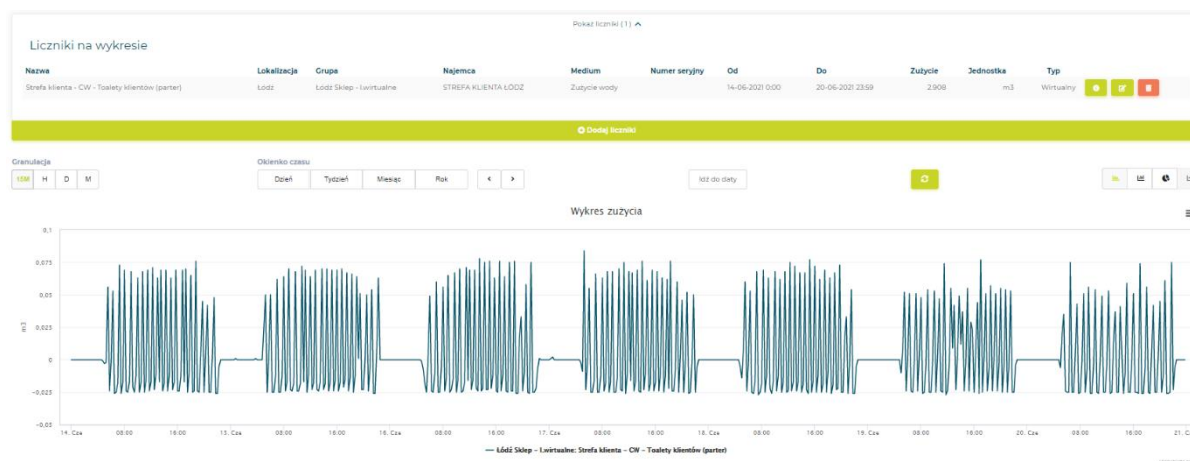 Pokaż liczniki (1)
Liczniki na wykresie
Nazwa Lokalizacja Grupa Najemca Medium Numer seryjny Od Do Zużycie Jednostka Typ
Strefa klienta - CW - Toalety klientów (parter) Łódź Łódź Sklep - l.wirtualne STREFA KLIENTA ŁÓDŹ Zużycie wody 14-06-2021 0:00 20-06-2021 23:59 2.908 m3 Wirtualny
Dodaj liczniki
Granulacja Okienko czasu
15M H D M Dzień Tydzień Miesiąc Rok Idź do daty
Wykres zużycia
0,1
0,075
0,05
0,025
0
-0,025
-0,05
m3
14. Cze 08:00 16:00 15. Cze 08:00 16:00 16. Cze 08:00 16:00 17. Cze 08:00 16:00 18. Cze 08:00 16:00 19. Cze 08:00 16:00 20. Cze 08:00 16:00 21. C
Łódź Sklep - l.wirtualne: Strefa klienta - CW - Toalety klientów (parter)